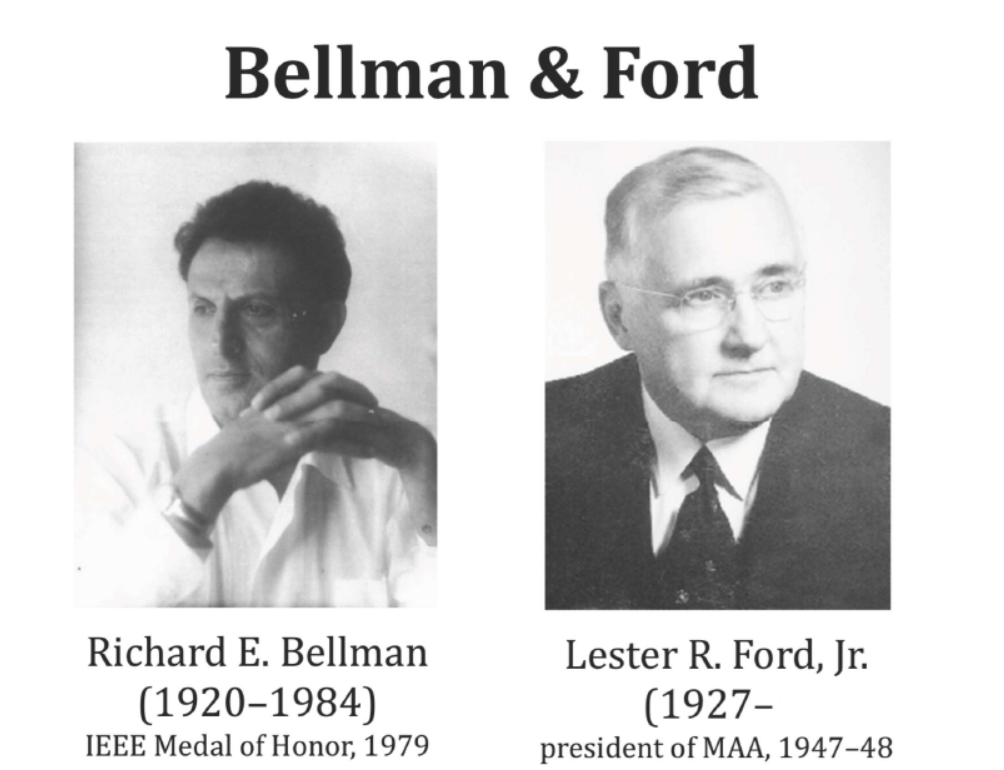 Bellman & Ford
Richard E. Bellman
(1920–1984)
IEEE Medal of Honor, 1979
Lester R. Ford, Jr.
(1927–
president of MAA, 1947–48